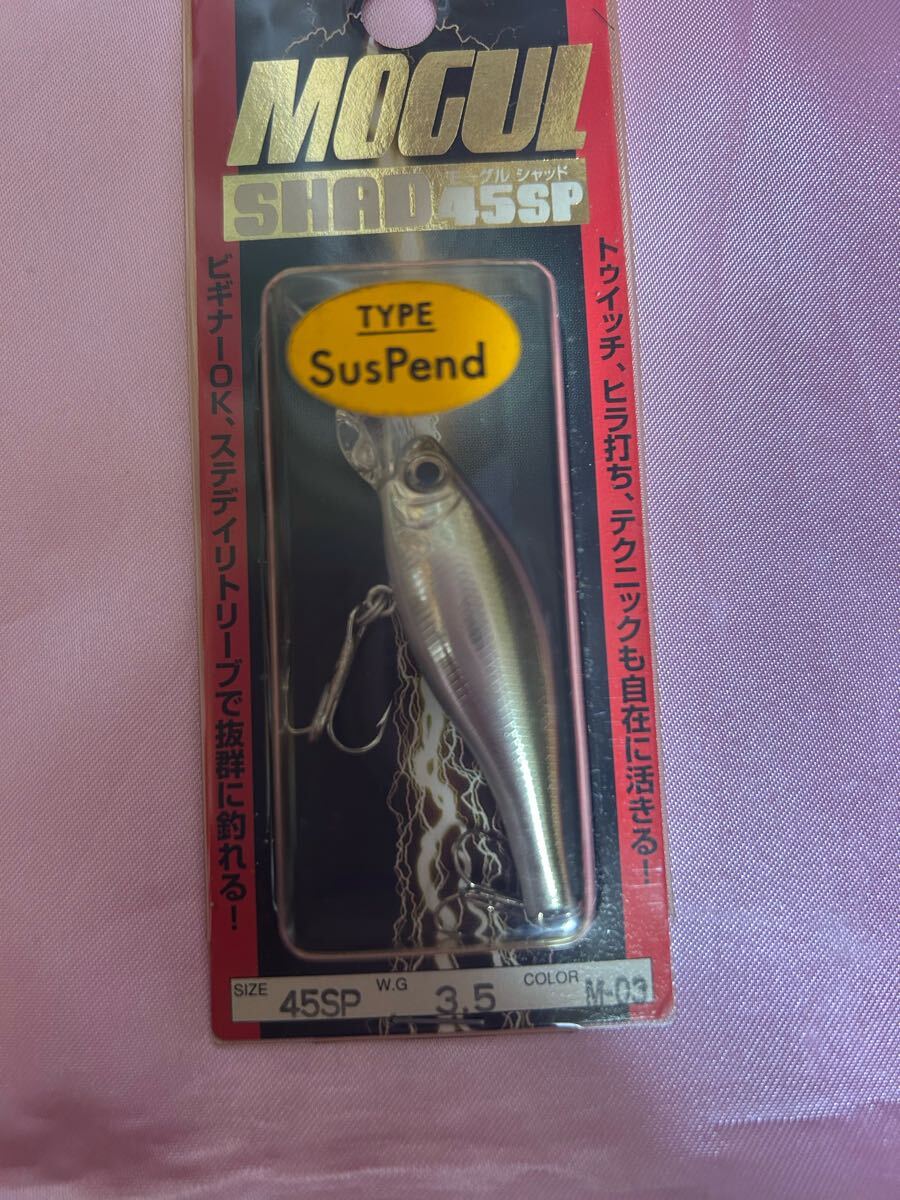 MOGUL
モーグル シャッド
SHAD 45SP
TYPE
SusPend
トゥイッチ、ヒラ打ち、テクニックも自在に活きる！
ビギナーOK、ステデイリトリーブで抜群に釣れる！
SIZE 45SP W.G 3.5 COLOR M-03